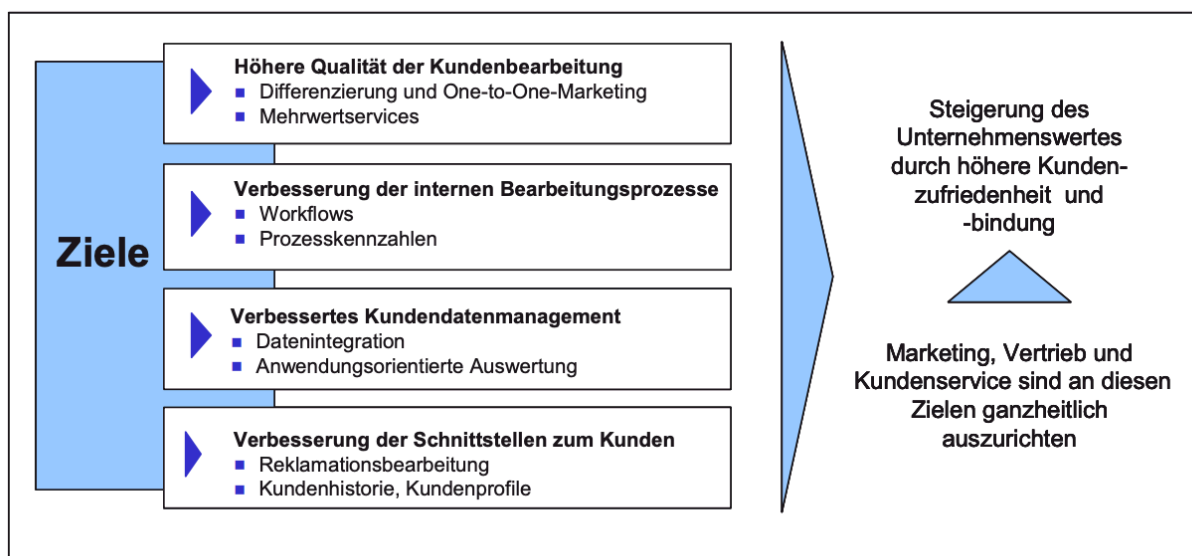 Ziele
Höhere Qualität der Kundenbearbeitung
Differenzierung und One-to-One-Marketing
Mehrwertservices
Verbesserung der internen Bearbeitungsprozesse
Workflows
Prozesskennzahlen
Verbessertes Kundendatenmanagement
Datenintegration
Anwendungsorientierte Auswertung
Verbesserung der Schnittstellen zum Kunden
Reklamationsbearbeitung
Kundenhistorie, Kundenprofile
Steigerung des
Unternehmenswertes
durch höhere Kunden-
zufriedenheit und
-bindung
Marketing, Vertrieb und
Kundenservice sind an diesen
Zielen ganzheitlich
auszurichten